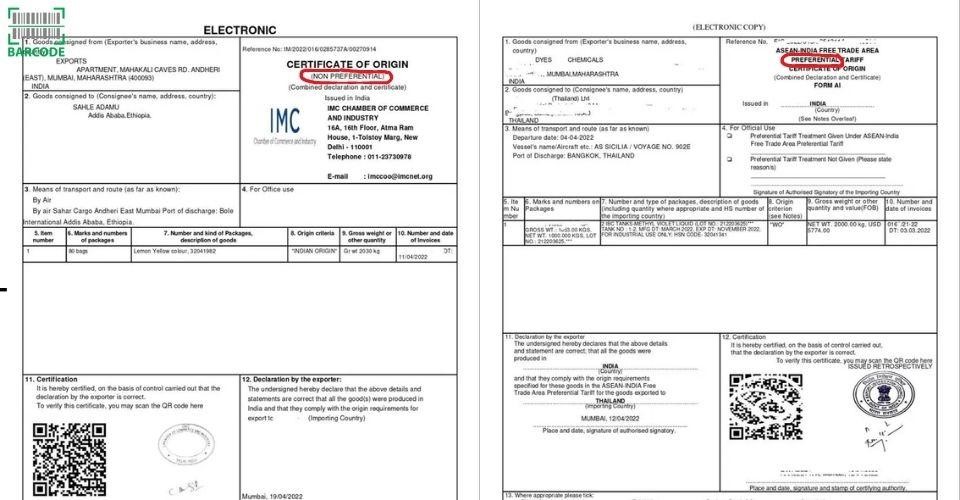 BARCODE
ELECTRONIC
1. Goods consigned from (Exporter's business name, address,
EXPORTS
APARTMENT, MAHAKALI CAVES RD. ANDHERI
(EAST), MUMBAI, MAHARASHTRA (400093)
INDIA
2. Goods consigned to (Consignee's name, address, country):
SAHLE ADAMU
Addis Ababa,Ethiopia.
Reference No: IM/2022/016/0285737A/00270914
CERTIFICATE OF ORIGIN
(NON PREFERENTIAL)
(Combined declaration and certificate)
Issued in India
IMC
Chamber of Commerce and Industry
IMC CHAMBER OF COMMERCE
AND INDUSTRY
16A, 16th Floor, Atma Ram
House, 1-Tolstoy Marg, New
Delhi - 110001
Telephone : 011-23730978
E-mail : imccoo@imcnet.org
3. Means of transport and route (as far as known):
By Air
By air Sahar Cargo Andheri East Mumbai Port of discharge: Bole
International Addis Ababa, Ethiopia.
4. For Office use
5. Item
number
6. Marks and numbers
of packages
7. Number and kind of Packages,
description of goods
8. Origin criteria
9. Gross weight or
other quantity
10. Number and date
of Invoices
1
80 bags
Lemon Yellow colour, 32041982
"INDIAN ORIGIN"
Gr wt 2030 kg
DT:
11/04/2022
11. Certification
It is hereby certified, on the basis of control carried out that the
declaration by the exporter is correct.
To verify this certificate, you may scan the QR code here
12. Declaration by the exporter:
The undersigned hereby declare that the above details and
statements are correct that all the good(s) were produced in
India and that they comply with the origin requirements for
export to (Importing Country)
Mumbai, 19/04/2022
(ELECTRONIC COPY)
1. Goods consigned from (Exporter's business name, address,
country)
DYES CHEMICALS
MUMBAI,MAHARASHTRA
INDIA
2. Goods consigned to (Consignee's name, address, country):
(Thailand) Ltd
THAILAND
Reference No.
ASEAN-INDIA FREE TRADE AREA
PREFERENTIAL TARIFF
CERTIFICATE OF ORIGIN
(Combined Declaration and Certificate)
FORM AI
Issued in INDIA
(Country)
(See Notes Overleaf)
3. Means of transport and route (as far as known)
Departure date: 04-04-2022
Vessel's name/Aircraft etc.: AS SICILIA / VOYAGE NO. 902E
Port of Discharge: BANGKOK, THAILAND
4. For Official Use
Preferential Tariff Treatment Given Under ASEAN-India
Free Trade Area Preferential Tariff
Preferential Treatment Not Given (Please state
reason/s)
Signature of Authorised Signatory of the Importing Country
5. Ite
m Nu
mber
6. Marks and numbers on
Packages
7. Number and type of packages, description of goods
(including quantity where appropriate and HS number of
the importing country)
8. Origin
criterion
(see Notes)
9. Gross weight or other
quantity and value(FOB)
10. Number and
date of invoices
1
NET WT. 1000.000 KGS, LOT
2 IBC TANKS-METHYL VIOLET LIQUID (LOT NO.: 212203625)
TANK NO.: 1-2, MFG DT: MARCH 2022, EXP. DT: NOVEMBER 2022,
FOR INDUSTRIAL USE ONLY; HSN CODE: 32041341
"WO"
NET WT. 2000.00 kg, USD
5774.00
DT: 03.03.2022
11. Declaration by the exporter
The undersigned hereby declares that the above details
and statement are correct; that all the goods were
produced in
INDIA
(Country)
and that they comply with the origin requirements
specified for these goods in the ASEAN-INDIA Free
Trade Area Preferential Tariff for the goods exported to
THAILAND
(Importing Country)
MUMBAI, 12/04/2022
Place and date, signature of authorised signatory.
12. Certification
It is hereby certified, on the basis of control carried out,
that the declaration by the exporter is correct.
To verify this certificate, you may scan the QR code here
ISSUED RETROSPECTIVELY
Place and date, signature and stamp of certifying authority.
13. Where appropriate please tick: